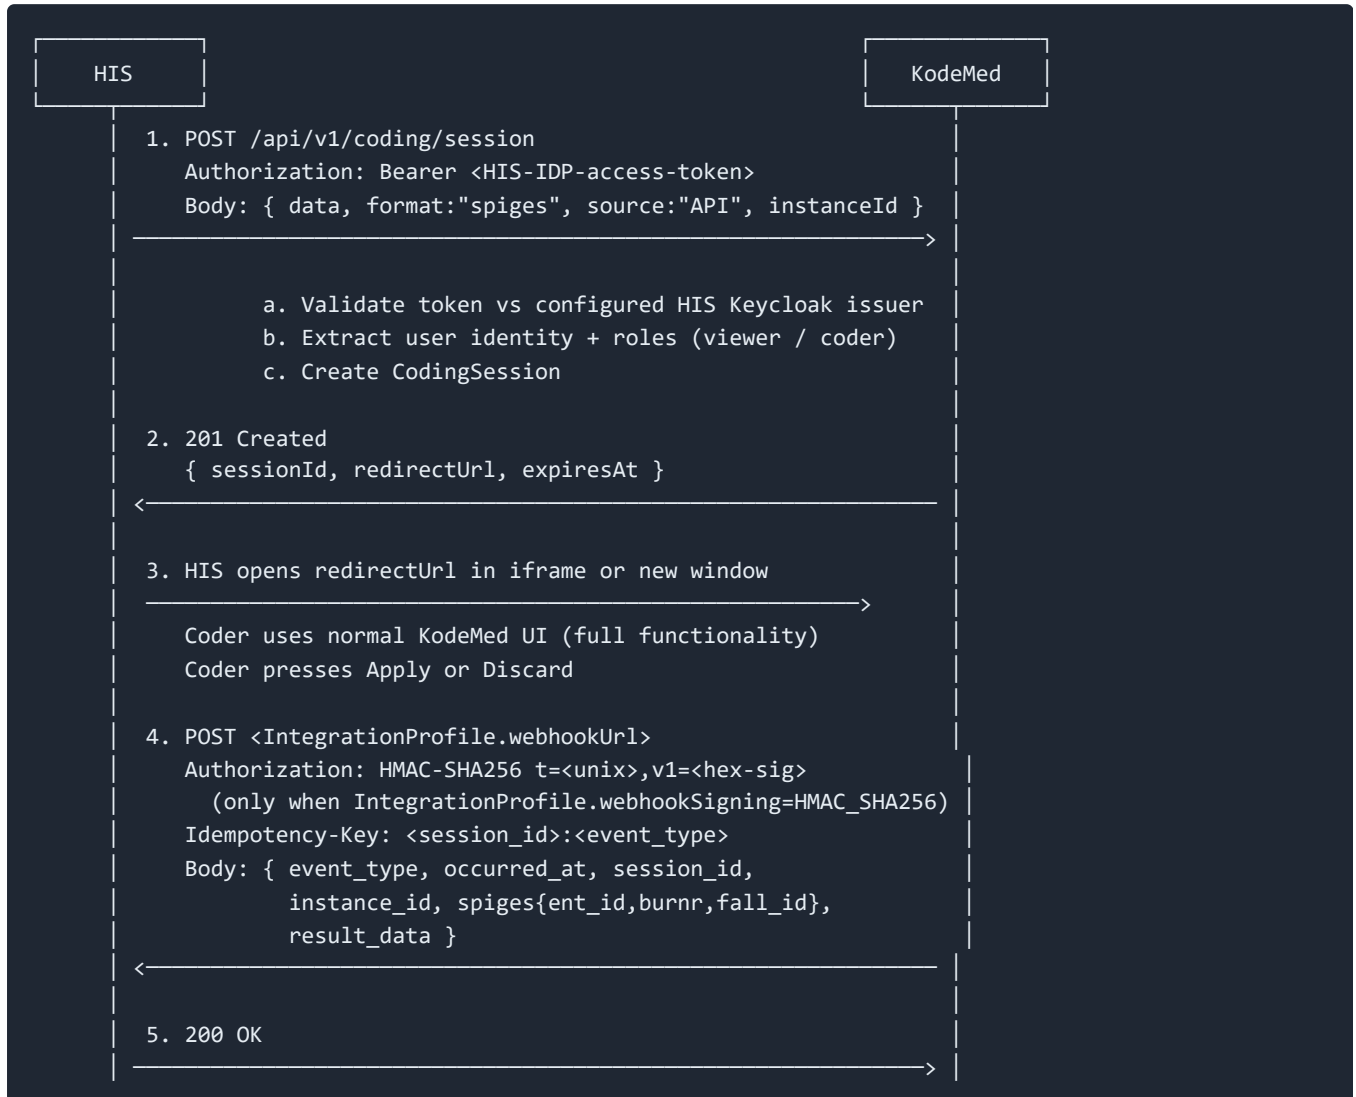 HIS KodeMed
1. POST /api/v1/coding/session
Authorization: Bearer <HIS-IDP-access-token>
Body: { data, format:"spiges", source:"API", instanceId }
a. Validate token vs configured HIS Keycloak issuer
b. Extract user identity + roles (viewer / coder)
c. Create CodingSession
2. 201 Created
{ sessionId, redirectUrl, expiresAt }
3. HIS opens redirectUrl in iframe or new window
Coder uses normal KodeMed UI (full functionality)
Coder presses Apply or Discard
4. POST <IntegrationProfile.webhookUrl>
Authorization: HMAC-SHA256 t=<unix>,v1=<hex-sig>
(only when IntegrationProfile.webhookSigning=HMAC_SHA256)
Idempotency-Key: <session_id>:<event_type>
Body: { event_type, occurred_at, session_id,
instance_id, spiges{ent_id,burnr,fall_id},
result_data }
5. 200 OK